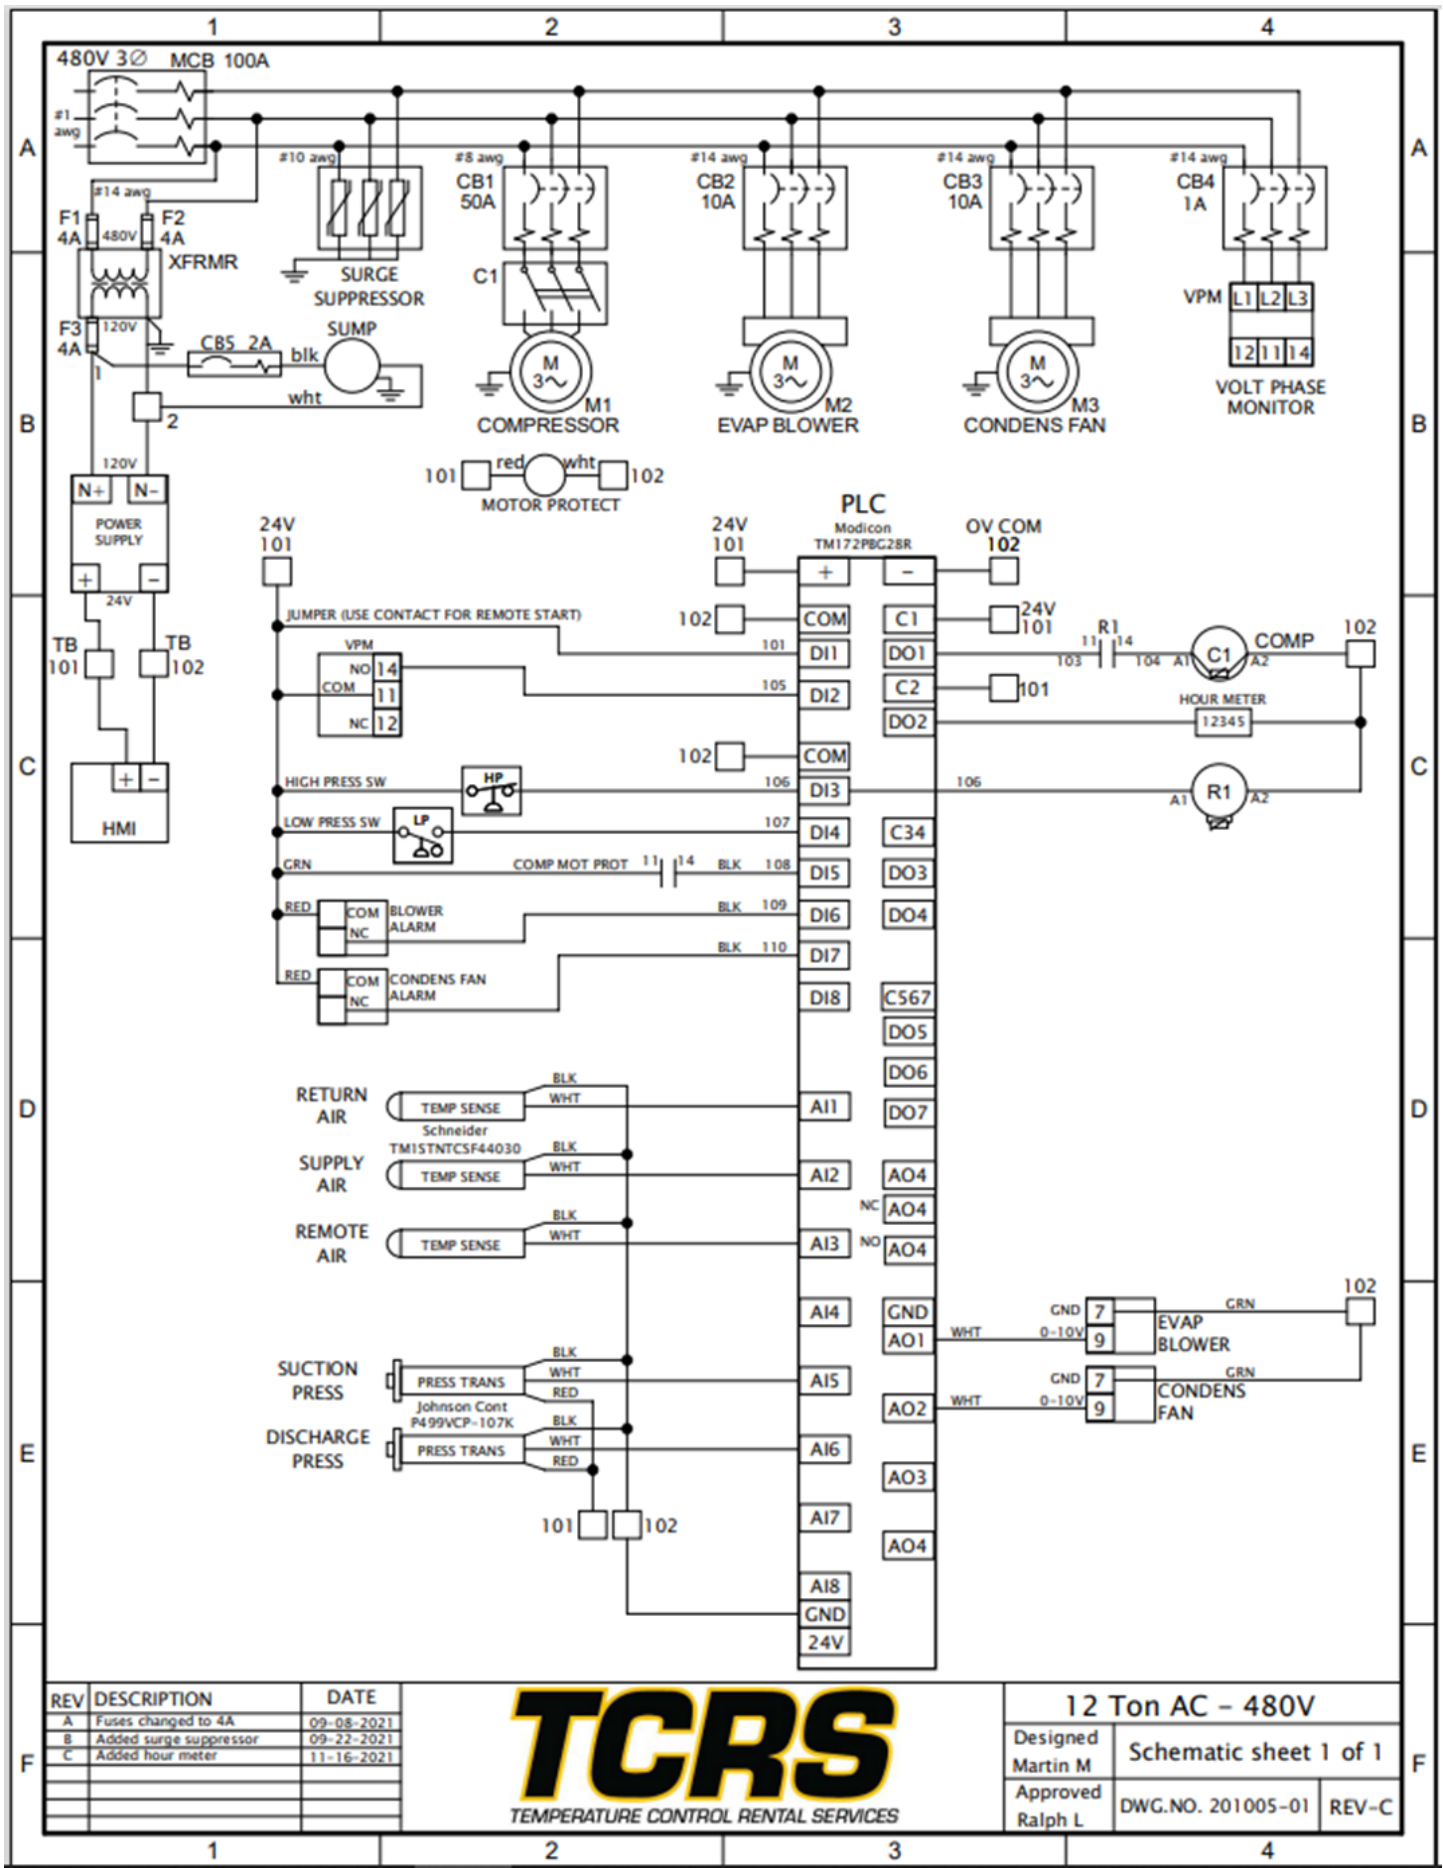 1 2 3 4
480V 3∅ MCB 100A
#1
awg
A A
#10 awg #8 awg #14 awg #14 awg #14 awg
CB1 CB2 CB3 CB4
50A 10A 10A 1A
#14 awg
F1 F2
4A 480V 4A
XFRMR
SURGE
SUPPRESSOR
C1
VPM L1 L2 L3
12 11 14
VOLT PHASE
MONITOR
F3 120V
4A
1
CB5 2A
blk
SUMP
wht
2
B B
M
3∿
M1
COMPRESSOR
M
3∿
M2
EVAP BLOWER
M
3∿
M3
CONDENS FAN
101 red wht 102
MOTOR PROTECT
120V
N+ N-
POWER
SUPPLY
+ -
24V
TB TB
101 102
C C
+ -
HMI
24V
101
24V
101
PLC
Modicon
TM172PBG28R
OV COM
102
+ -
JUMPER (USE CONTACT FOR REMOTE START)
102 COM C1 24V
101
101 DI1 DO1
103 11 R1 14 104 A1 C1 A2 COMP 102
VPM
NO 14
COM 11
NC 12
105 DI2 C2 101
HOUR METER
DO2 12345
102 COM
HIGH PRESS SW HP 106 DI3 106 A1 R1 A2
LOW PRESS SW LP 107 DI4 C34
GRN COMP MOT PROT 11 14 BLK 108 DI5 DO3
RED COM BLOWER
NC ALARM
BLK 109 DI6 DO4
BLK 110 DI7
RED COM CONDENS FAN
NC ALARM
DI8 C567
DO5
DO6
D D
RETURN
AIR
TEMP SENSE BLK
WHT AI1 DO7
Schneider
TM1STNTCSF44030
SUPPLY
AIR
TEMP SENSE BLK
WHT AI2 AO4
NC AO4
REMOTE
AIR
TEMP SENSE BLK
WHT AI3 NO AO4
AI4 GND
AO1 WHT
GND 7 GRN 102
0-10V 9
EVAP
BLOWER
SUCTION
PRESS
PRESS TRANS BLK
WHT
RED
AI5
AO2 WHT
GND 7 GRN
0-10V 9
CONDENS
FAN
Johnson Cont
P499VCP-107K
DISCHARGE
PRESS
PRESS TRANS BLK
WHT
RED
AI6
E E
AO3
101 102
AI7
AO4
AI8
GND
24V
REV DESCRIPTION DATE
A Fuses changed to 4A 09-08-2021
B Added surge suppressor 09-22-2021
C Added hour meter 11-16-2021
F F
TCRS
TEMPERATURE CONTROL RENTAL SERVICES
12 Ton AC - 480V
Designed
Martin M
Schematic sheet 1 of 1
Approved
Ralph L
DWG.NO. 201005-01 REV-C
1 2 3 4